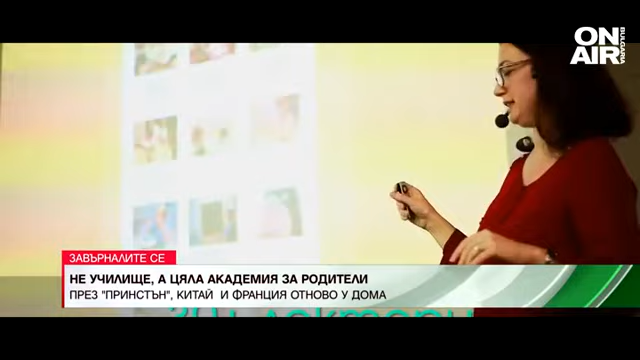 ON
AIR
BULGARIA
ЗАВЪРНАЛИТЕ СЕ
НЕ УЧИЛИЩЕ, А ЦЯЛА АКАДЕМИЯ ЗА РОДИТЕЛИ
ПРЕЗ "ПРИНСТЪН", КИТАЙ И ФРАНЦИЯ ОТНОВО У ДОМА